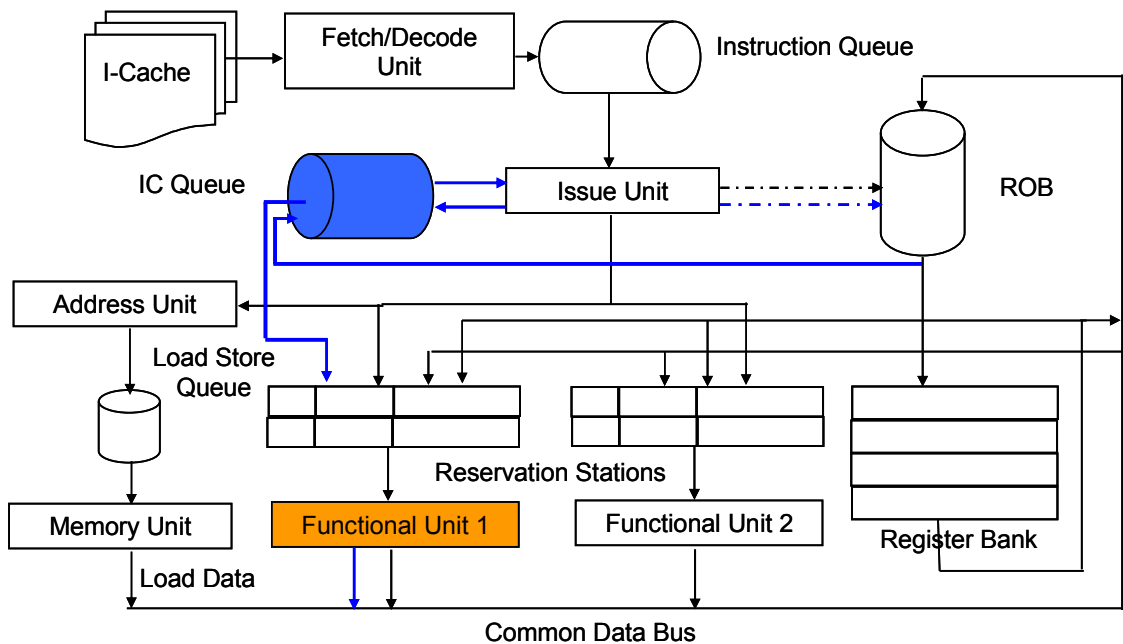 I-Cache
Fetch/Decode
Unit
Instruction Queue
IC Queue
Issue Unit
ROB
Address Unit
Load Store
Queue
Reservation Stations
Memory Unit
Functional Unit 1
Functional Unit 2
Register Bank
Load Data
Common Data Bus